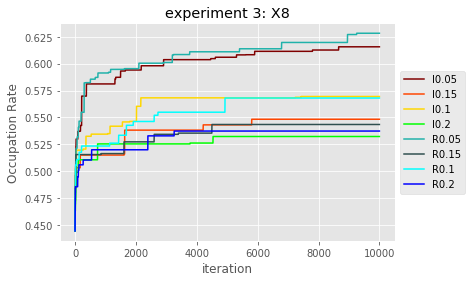 experiment 3: X8
Occupation Rate
0.625
0.600
0.575
0.550
0.525
0.500
0.475
0.450
0
2000
4000
6000
8000
10000
iteration
I0.05
I0.15
I0.1
I0.2
R0.05
R0.15
R0.1
R0.2